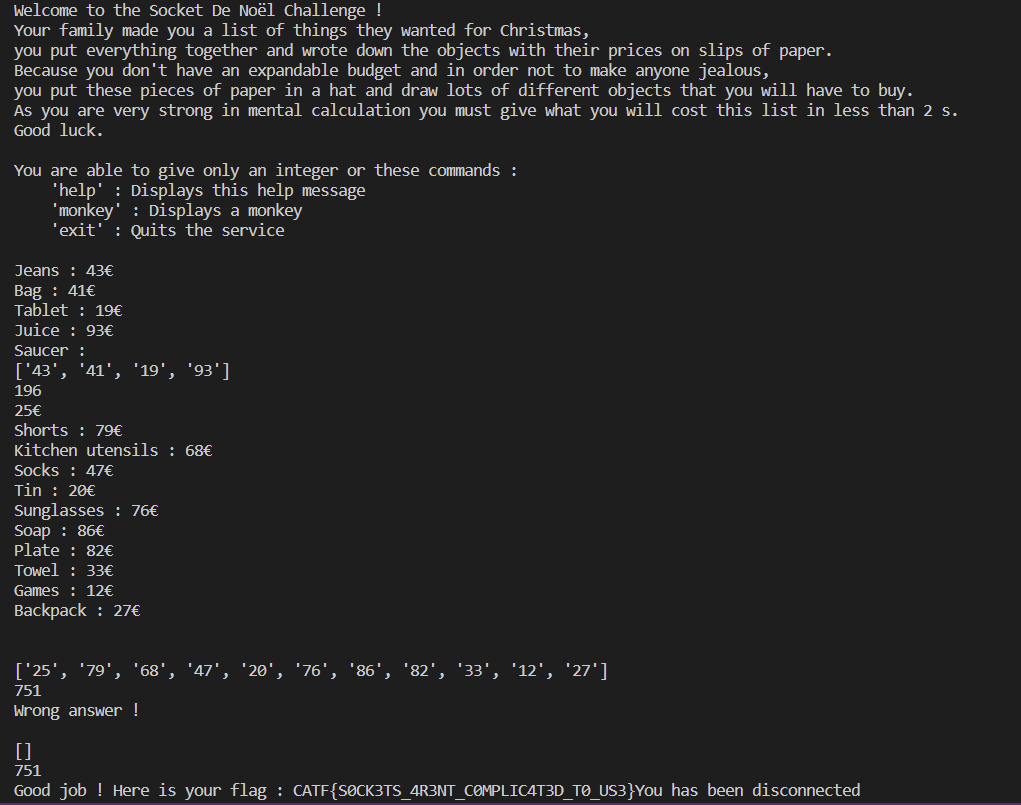 Welcome to the Socket De Noël Challenge !
Your family made you a list of things they wanted for Christmas,
you put everything together and wrote down the objects with their prices on slips of paper.
Because you don't have an expandable budget and in order not to make anyone jealous,
you put these pieces of paper in a hat and draw lots of different objects that you will have to buy.
As you are very strong in mental calculation you must give what you will cost this list in less than 2 s.
Good luck.
You are able to give only an integer or these commands :
'help' : Displays this help message
'monkey' : Displays a monkey
'exit' : Quits the service
Jeans : 43€
Bag : 41€
Tablet : 19€
Juice : 93€
Saucer :
['43', '41', '19', '93']
196
25€
Shorts : 79€
Kitchen utensils : 68€
Socks : 47€
Tin : 20€
Sunglasses : 76€
Soap : 86€
Plate : 82€
Towel : 33€
Games : 12€
Backpack : 27€
['25', '79', '68', '47', '20', '76', '86', '82', '33', '12', '27']
751
Wrong answer !
[]
751
Good job ! Here is your flag : CATF{S0CK3TS_4R3NT_C0MPLIC4T3D_T0_US3}You has been disconnected